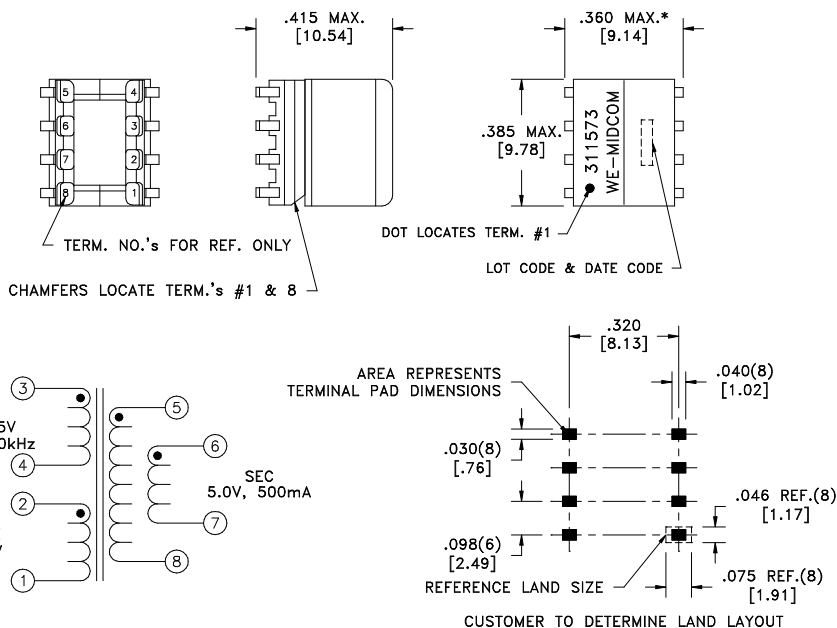 .415 MAX.
[10.54]
.360 MAX.*
[9.14]
5
4
6
3
7
2
8
1
.385 MAX.
[9.78]
311573
WE-MIDCOM
TERM. NO.'s FOR REF. ONLY
DOT LOCATES TERM. #1
LOT CODE & DATE CODE
CHAMFERS LOCATE TERM.'s #1 & 8
.320
[8.13]
AREA REPRESENTS
TERMINAL PAD DIMENSIONS
.040(8)
[1.02]
.030(8)
[.76]
.046 REF.(8)
[1.17]
.098(6)
[2.49]
REFERENCE LAND SIZE
.075 REF.(8)
[1.91]
CUSTOMER TO DETERMINE LAND LAYOUT
3
5V
0kHz
4
2
1
5
6
SEC
5.0V, 500mA
7
8